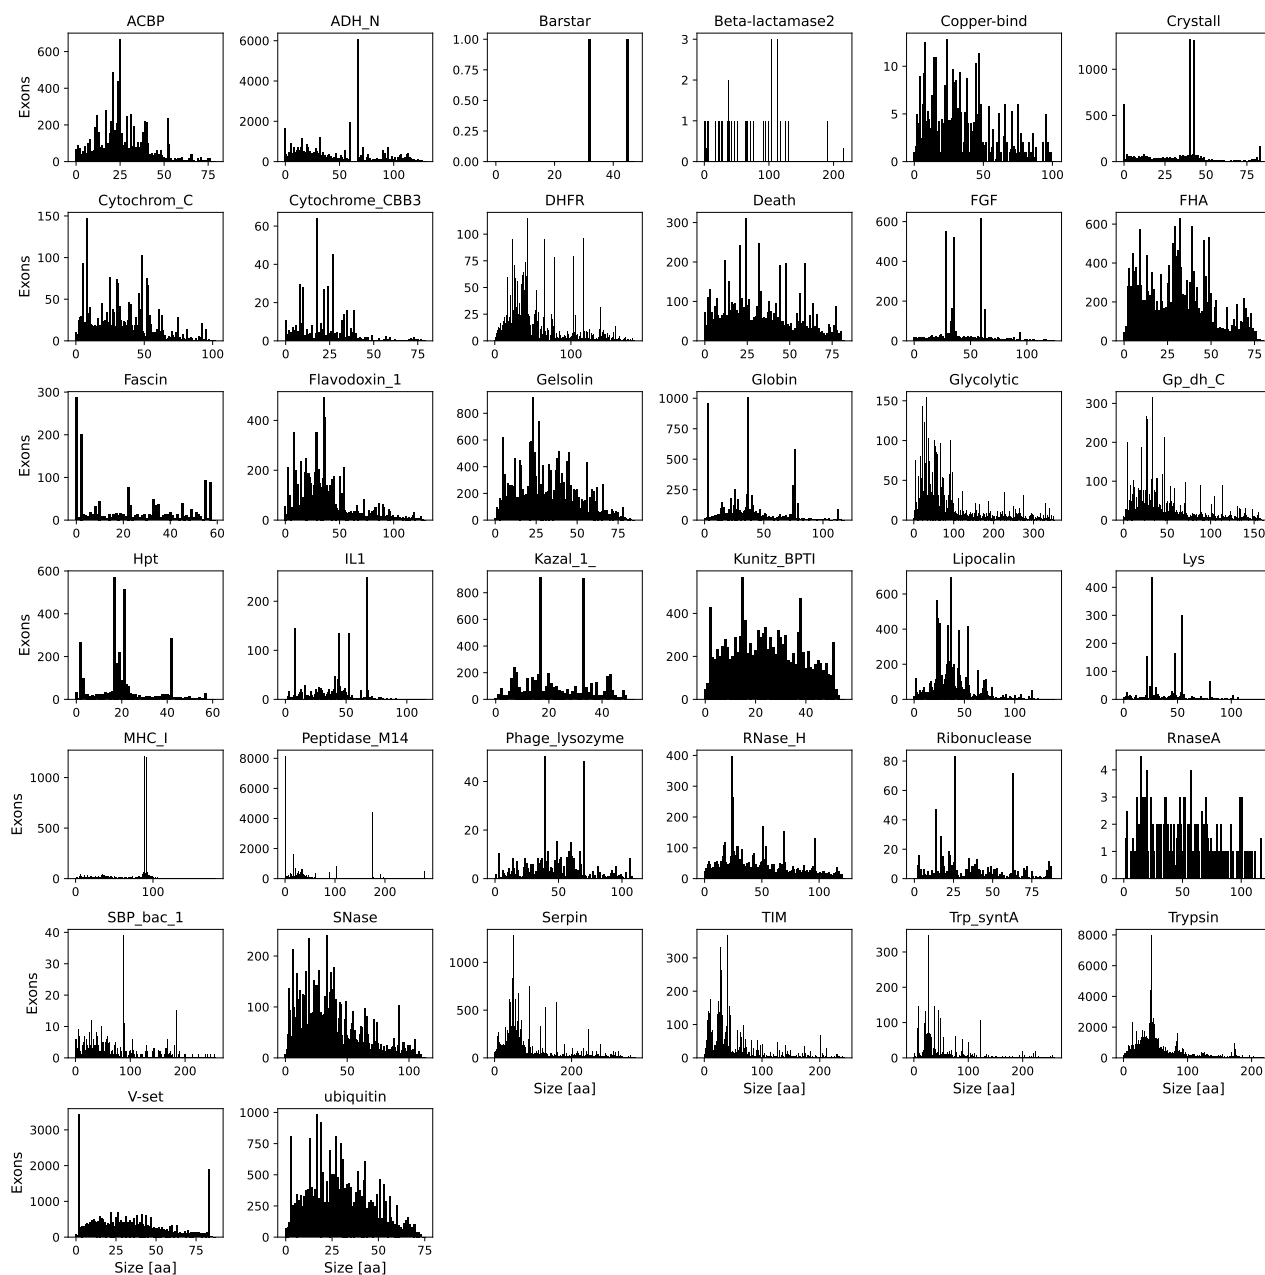 ACBP ADH_N Barstar Beta-lactamase2 Copper-bind Crystall
Exons
600 400 200 0
0 25 50 75
6000 4000 2000 0
0 50 100
1.00 0.75 0.50 0.25 0.00
0 20 40
3 2 1 0
0 100 200
10 5 0
0 50 100
1000 500 0
0 25 50 75
Cytochrom_C Cytochrome_CBB3 DHFR Death FGF FHA
Exons
150 100 50 0
0 50 100
60 40 20 0
0 25 50 75
100 75 50 25 0
0 100
300 200 100 0
0 25 50 75
600 400 200 0
0 50 100
600 400 200 0
0 25 50 75
Fascin Flavodoxin_1 Gelsolin Globin Glycolytic Gp_dh_C
Exons
300 200 100 0
0 20 40 60
400 200 0
0 50 100
800 600 400 200 0
0 25 50 75
1000 750 500 250 0
0 50 100
150 100 50 0
0 100 200 300
300 200 100 0
0 50 100 150
Hpt IL1 Kazal_1_ Kunitz_BPTI Lipocalin Lys
Exons
600 400 200 0
0 20 40 60
200 100 0
0 50 100
800 600 400 200 0
0 20 40
400 200 0
0 20 40
600 400 200 0
0 50 100
400 300 200 100 0
0 50 100
MHC_I Peptidase_M14 Phage_lysozyme RNase_H Ribonuclease RnaseA
Exons
1000 500 0
0 100
8000 6000 4000 2000 0
0 100 200
40 20 0
0 50 100
400 300 200 100 0
0 50 100
80 60 40 20 0
0 25 50 75
4 3 2 1 0
0 50 100
SBP_bac_1 SNase Serpin TIM Trp_syntA Trypsin
Exons
40 30 20 10 0
0 100 200
200 100 0
0 50 100
1000 500 0
0 200
Size [aa]
300 200 100 0
0 100 200
Size [aa]
300 200 100 0
0 100 200
Size [aa]
8000 6000 4000 2000 0
0 100 200
Size [aa]
V-set ubiquitin
Exons
3000 2000 1000 0
0 25 50 75
Size [aa]
1000 750 500 250 0
0 25 50 75
Size [aa]